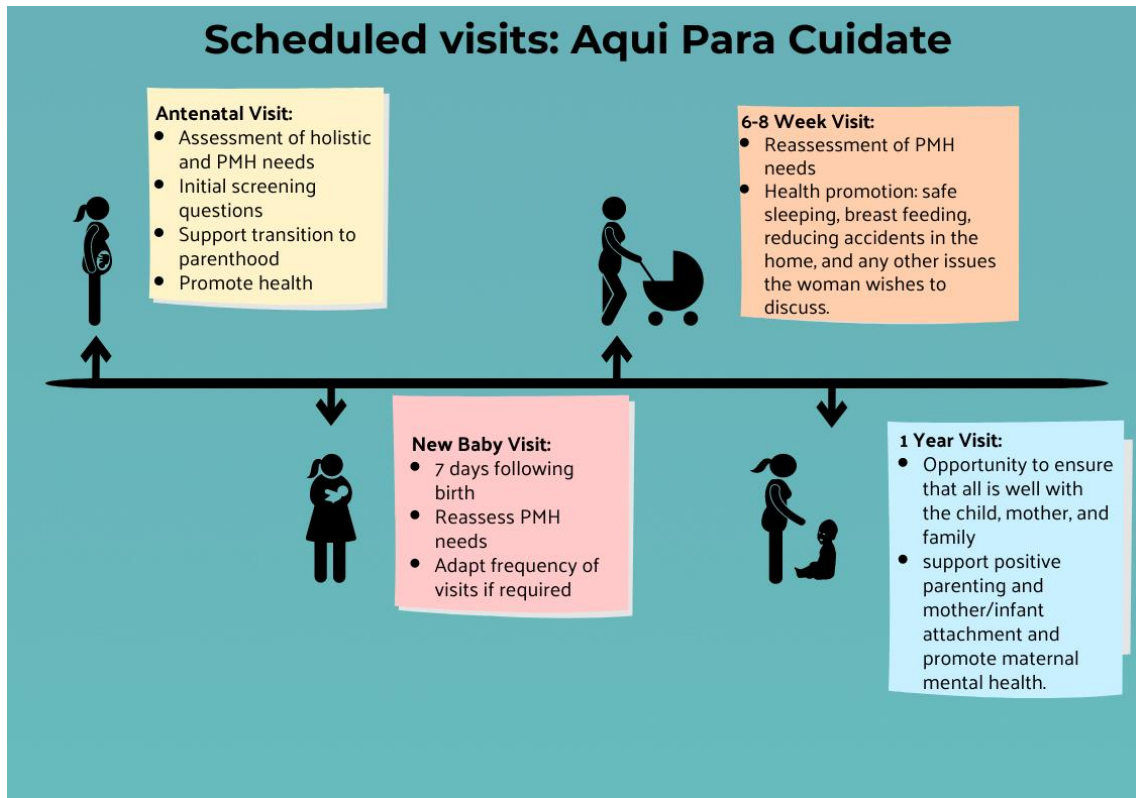 Scheduled visits: Aqui Para Cuidate
Antenatal Visit:
• Assessment of holistic
and PMH needs
• Initial screening
questions
• Support transition to
parenthood
• Promote health
New Baby Visit:
• 7 days following
birth
• Reassess PMH
needs
• Adapt frequency of
visits if required
6-8 Week Visit:
• Reassessment of PMH
needs
• Health promotion: safe
sleeping, breast feeding,
reducing accidents in the
home, and any other issues
the woman wishes to
discuss.
1 Year Visit:
• Opportunity to ensure
that all is well with
the child, mother, and
family
• support positive
parenting and
mother/infant
attachment and
promote maternal
mental health.